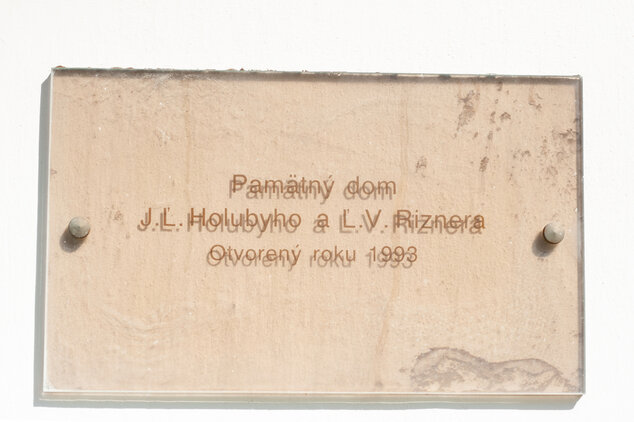 Pamätný dom
J.Ľ. Holubyho a Ľ.V. Riznera
Otvorený roku 1993